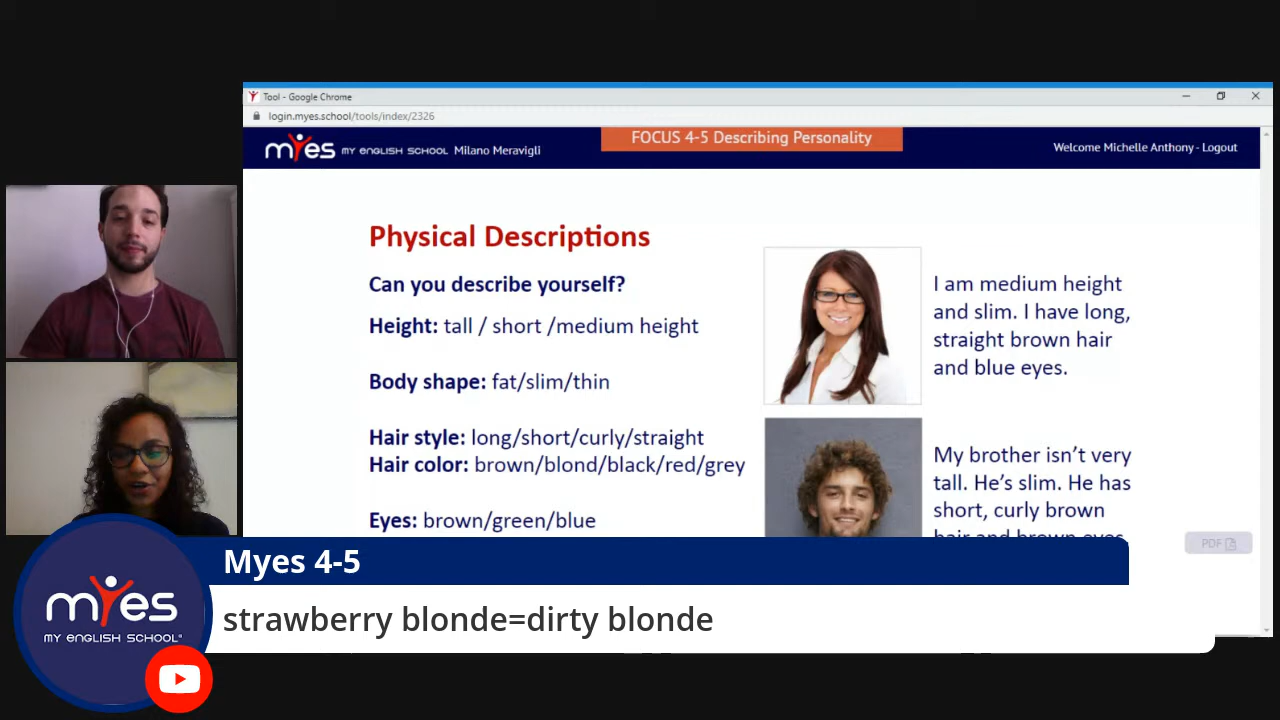 Tool - Google Chrome
login.myes.school/tools/index/2326
myes MY ENGLISH SCHOOL Milano Meravigli
FOCUS 4-5 Describing Personality
Welcome Michelle Anthony - Logout
Physical Descriptions
Can you describe yourself?
Height: tall / short /medium height
Body shape: fat/slim/thin
Hair style: long/short/curly/straight
Hair color: brown/blond/black/red/grey
Eyes: brown/green/blue
I am medium height
and slim. I have long,
straight brown hair
and blue eyes.
My brother isn't very
tall. He's slim. He has
short, curly brown
hair and brown eyes.
PDF
Myes 4-5
strawberry blonde=dirty blonde
myes
MY ENGLISH SCHOOL®